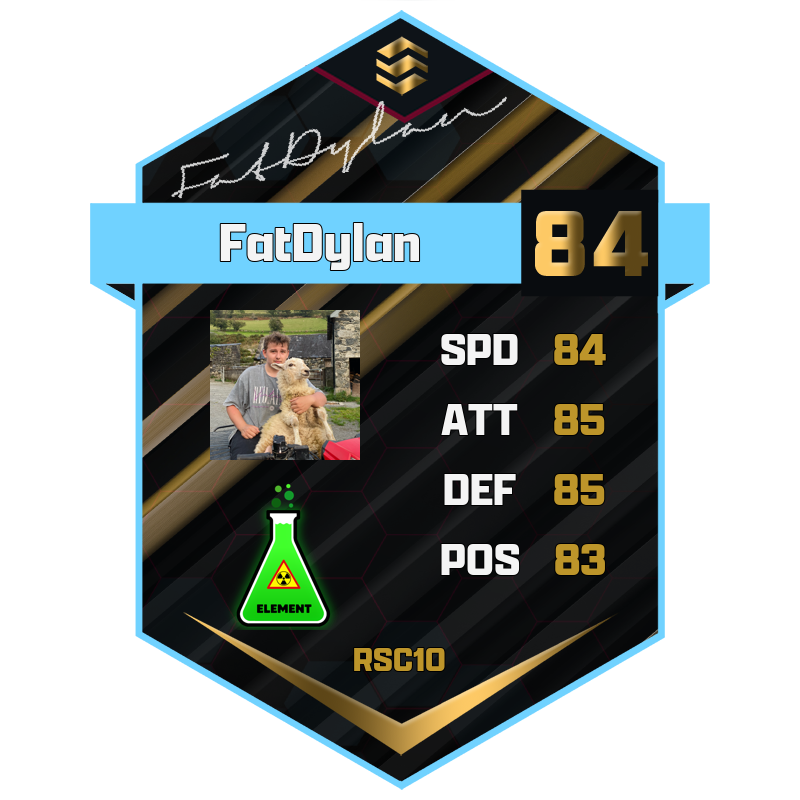 FatDylan
FatDylan 84
SPD 84
ATT 85
DEF 85
POS 83
ELEMENT
RSC10